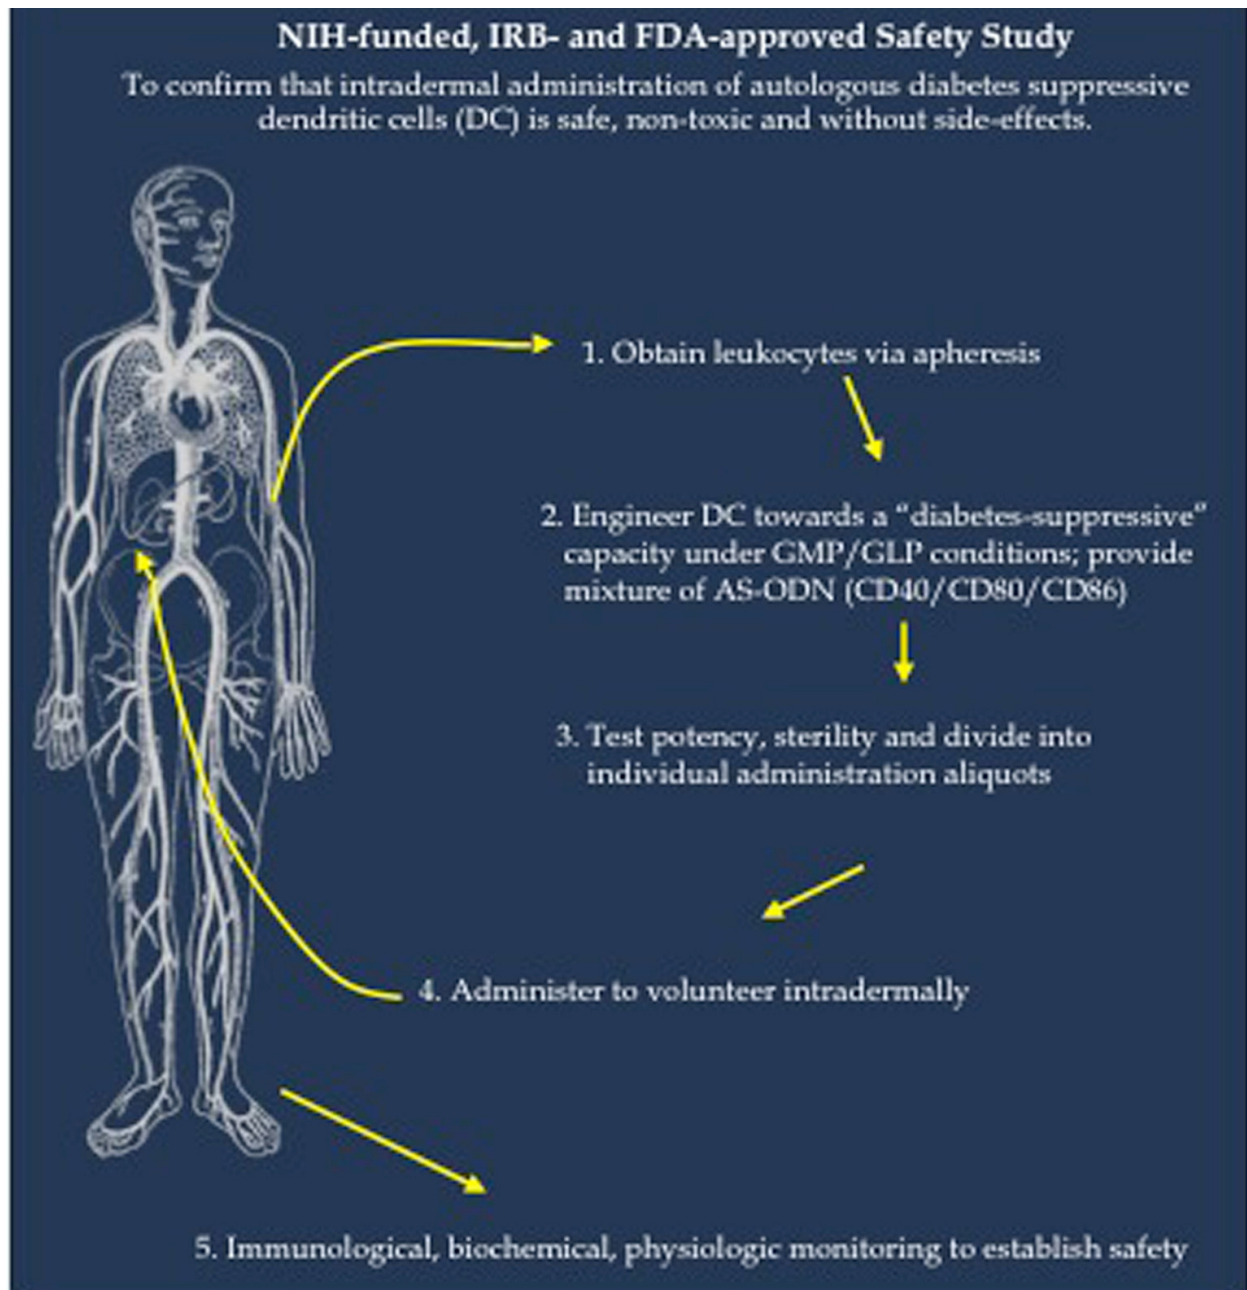 NIH-funded, IRB- and FDA-approved Safety Study
To confirm that intradermal administration of autologous diabetes suppressive
dendritic cells (DC) is safe, non-toxic and without side-effects.
1. Obtain leukocytes via apheresis
2. Engineer DC towards a “diabetes-suppressive”
capacity under GMP/GLP conditions; provide
mixture of AS-ODN (CD40/CD80/CD86)
3. Test potency, sterility and divide into
individual administration aliquots
4. Administer to volunteer intradermally
5. Immunological, biochemical, physiologic monitoring to establish safety